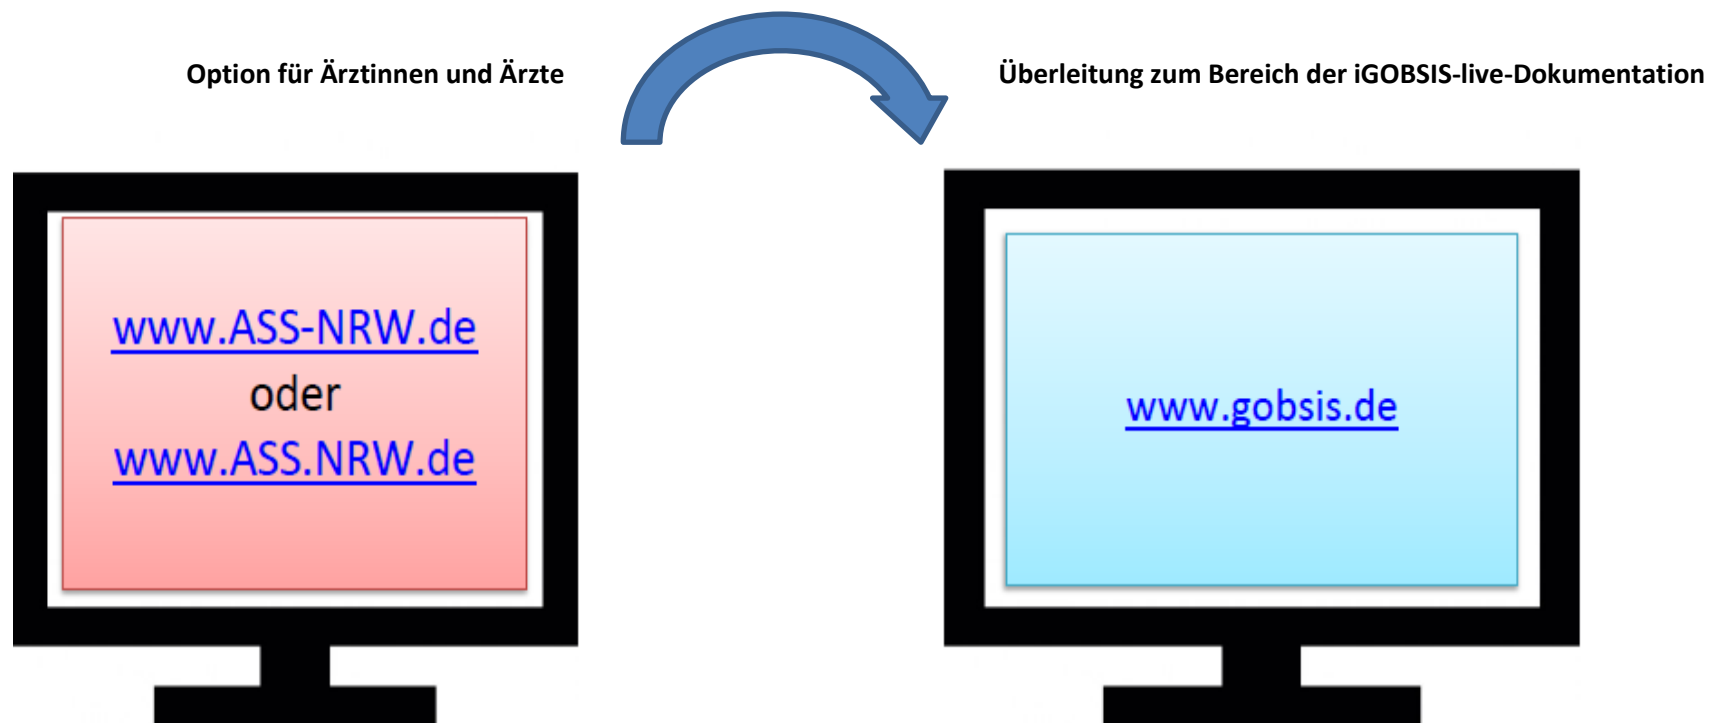 Option für Ärztinnen und Ärzte
Überleitung zum Bereich der iGOBSIS-live-Dokumentation
www.ASS-NRW.de
oder
www.ASS.NRW.de
www.gobsis.de